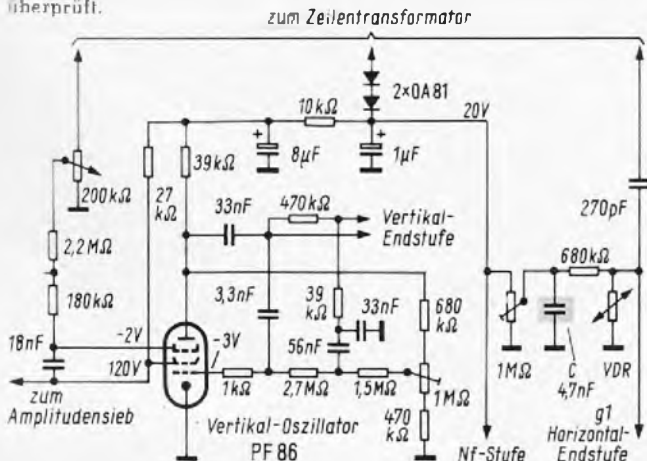 überprüft.
zum Zeilentransformator
2×0A81
20V
10kΩ
+
8µF
+
1µF
39kΩ
27
kΩ
200kΩ
33nF
470kΩ
Vertikal-
Endstufe
270pF
2,2MΩ
180kΩ
3,3nF
39
kΩ
33nF
680
kΩ
680kΩ
-2V
-3V
18nF
120V
56nF
1kΩ
2,7MΩ
1,5MΩ
1MΩ
1MΩ
C
4,7nF
VDR
zum
Amplitudensieb
Vertikal-Oszillator
PF 86
470
kΩ
Nf-Stufe
g1
Horizontal-
Endstufe